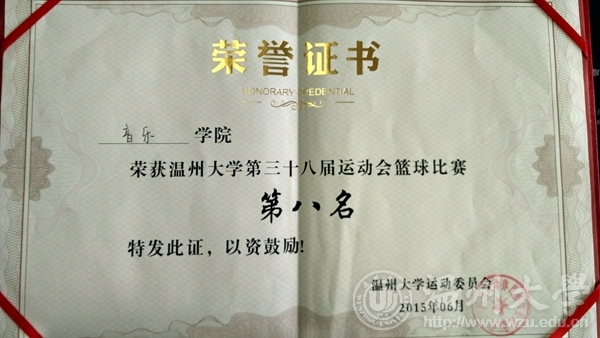 荣誉证书
HONORARY CREDENTIAL
音乐 学院
荣获温州大学第三十八届运动会篮球比赛
第八名
特发此证，以资鼓励!
温州大学运动委员会
2015年06月
温州大学
http://www.wzu.edu.cn